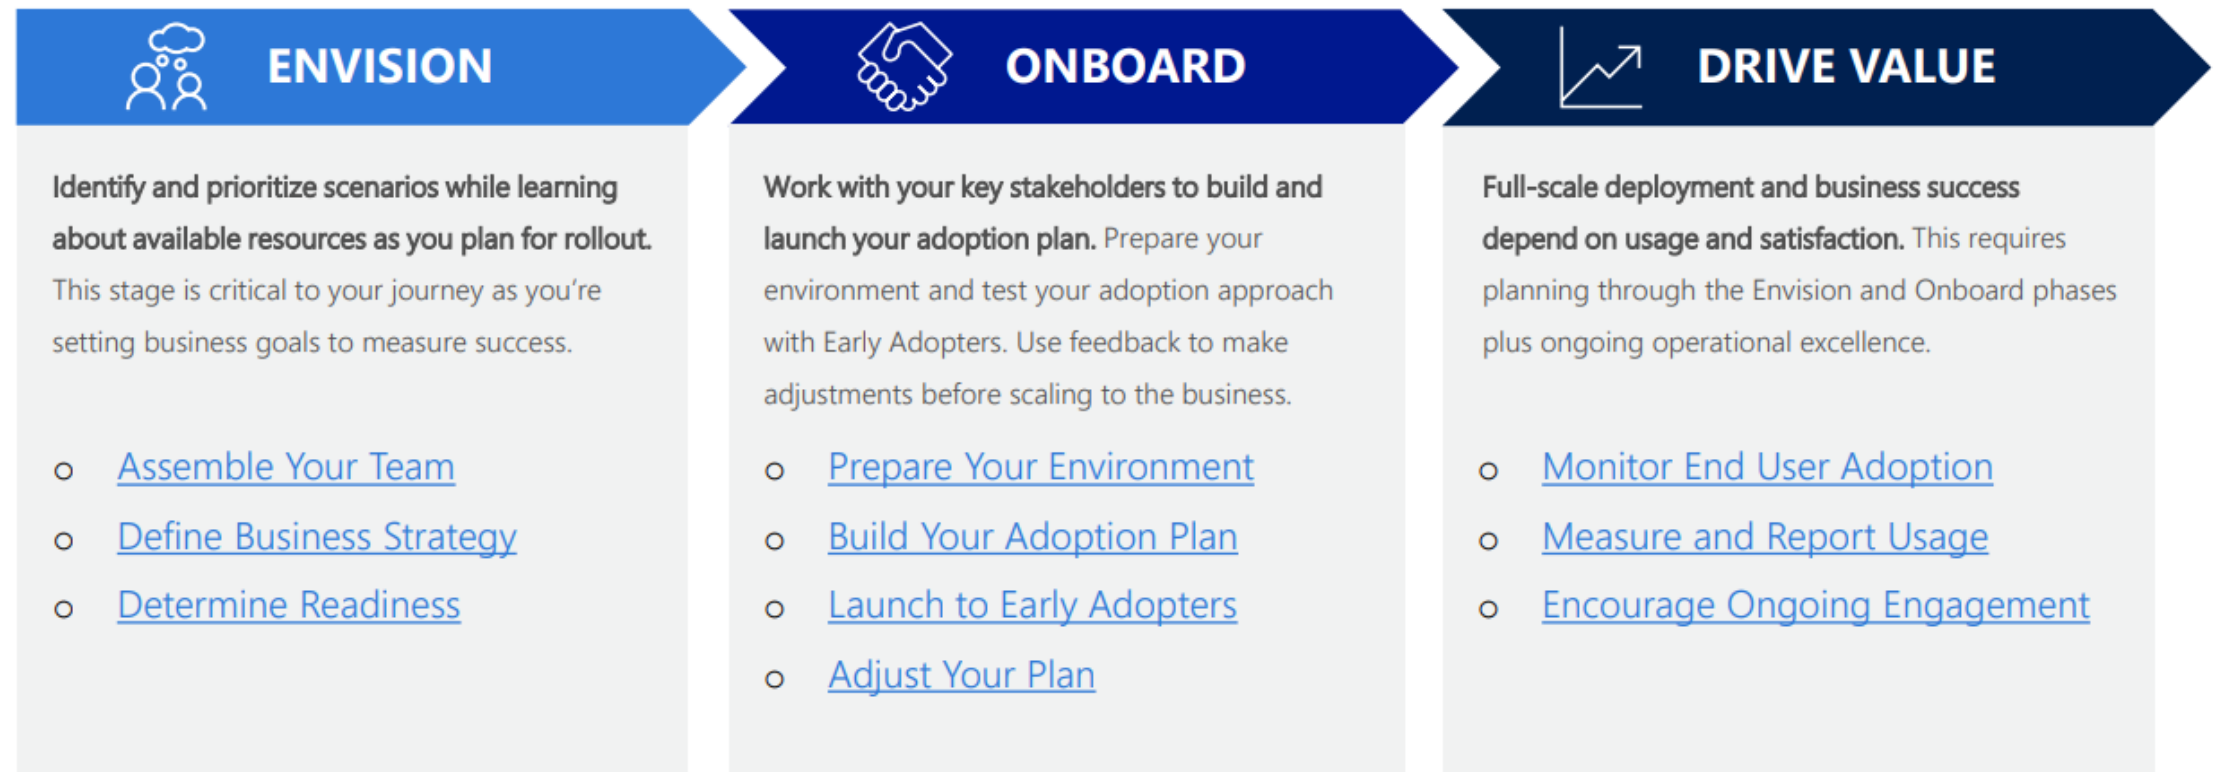 ENVISION
Identify and prioritize scenarios while learning
about available resources as you plan for rollout.
This stage is critical to your journey as you're
setting business goals to measure success.
o Assemble Your Team
o Define Business Strategy
o Determine Readiness
ONBOARD
Work with your key stakeholders to build and
launch your adoption plan. Prepare your
environment and test your adoption approach
with Early Adopters. Use feedback to make
adjustments before scaling to the business.
o Prepare Your Environment
o Build Your Adoption Plan
o Launch to Early Adopters
o Adjust Your Plan
DRIVE VALUE
Full-scale deployment and business success
depend on usage and satisfaction. This requires
planning through the Envision and Onboard phases
plus ongoing operational excellence.
o Monitor End User Adoption
o Measure and Report Usage
o Encourage Ongoing Engagement